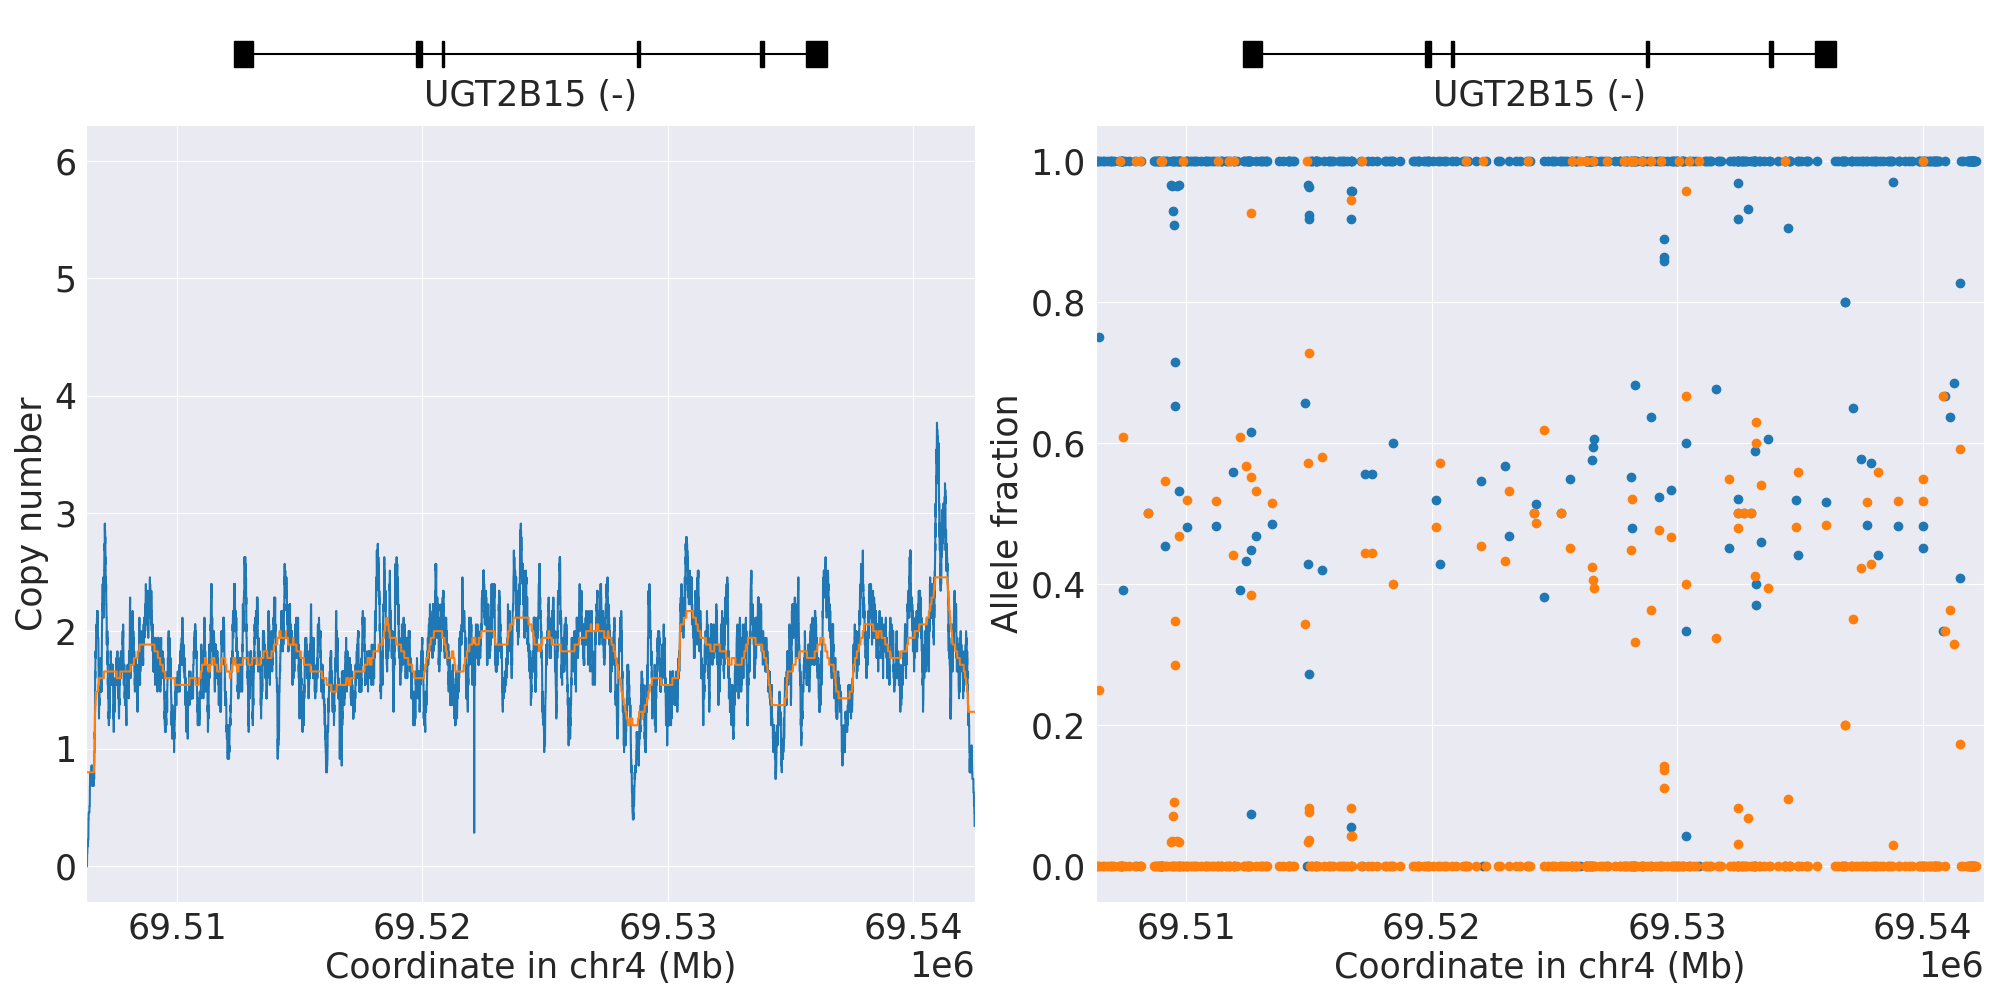 UGT2B15 (-)
6
5
4
3
2
1
0
Copy number
69.51 69.52 69.53 69.54
Coordinate in chr4 (Mb)
1e6
UGT2B15 (-)
1.0
0.8
0.6
0.4
0.2
0.0
Allele fraction
69.51 69.52 69.53 69.54
Coordinate in chr4 (Mb)
1e6